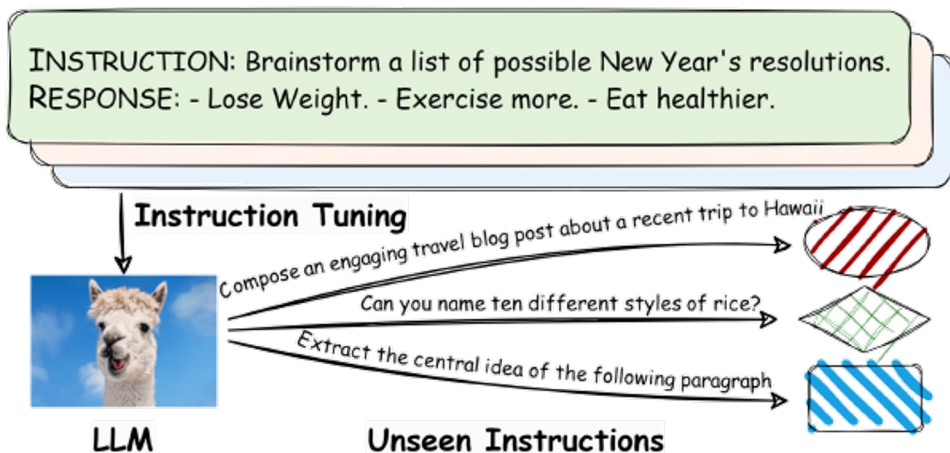 INSTRUCTION: Brainstorm a list of possible New Year's resolutions.
RESPONSE: - Lose Weight. - Exercise more. - Eat healthier.
Instruction Tuning
Compose an engaging travel blog post about a recent trip to Hawaii
Can you name ten different styles of rice?
Extract the central idea of the following paragraph
LLM
Unseen Instructions